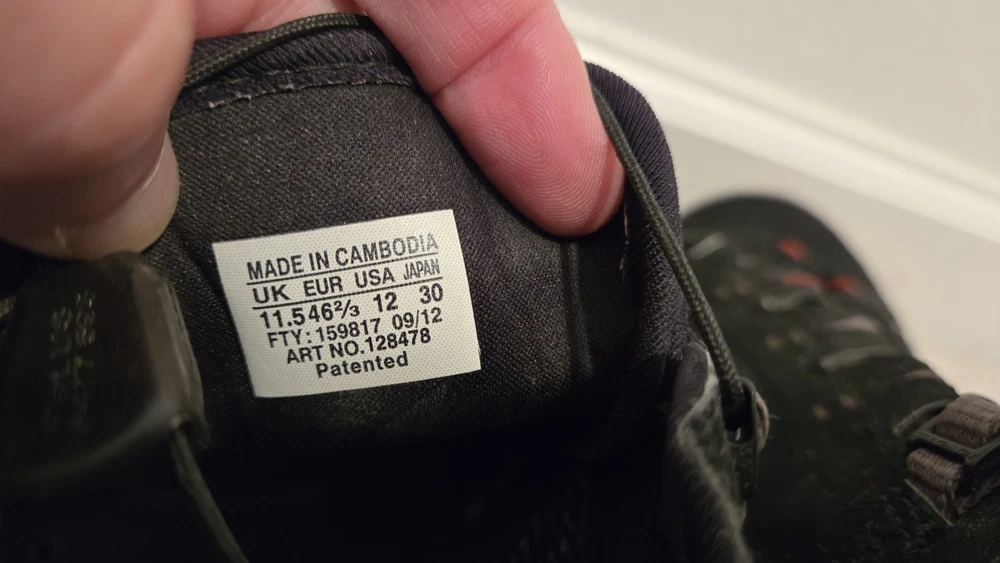 MADE IN CAMBODIA
UK EUR USA JAPAN
11.5 46⅔ 12 30
FTY: 159817 09/12
ART NO.128478
Patented